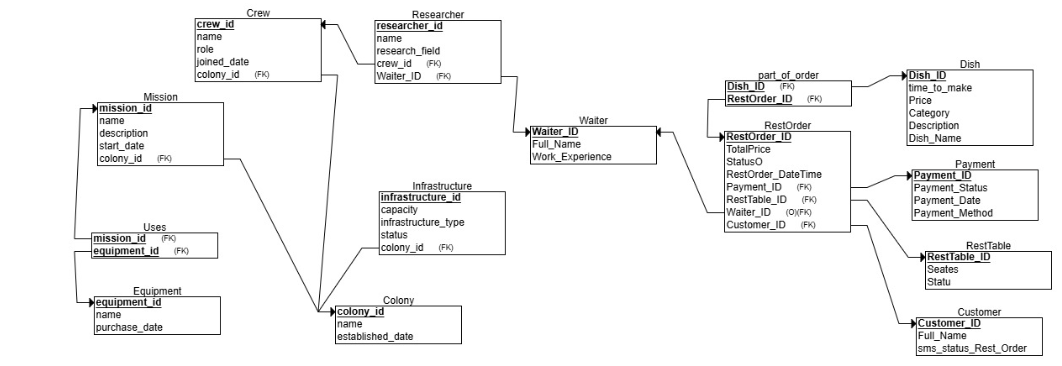 Crew
crew_id
name
role
joined_date
colony_id (FK)
Researcher
researcher_id
name
research_field
crew_id (FK)
Waiter_ID (FK)
Mission
mission_id
name
description
start_date
colony_id (FK)
Uses
mission_id (FK)
equipment_id (FK)
Equipment
equipment_id
name
purchase_date
Infrastructure
infrastructure_id
capacity
infrastructure_type
status
colony_id (FK)
Colony
colony_id
name
established_date
Waiter
Waiter_ID
Full_Name
Work_Experience
part_of_order
Dish_ID (FK)
RestOrder_ID (FK)
RestOrder
RestOrder_ID
TotalPrice
StatusO
RestOrder_DateTime
Payment_ID (FK)
RestTable_ID (FK)
Waiter_ID (O)(FK)
Customer_ID (FK)
Dish
Dish_ID
time_to_make
Price
Category
Description
Dish_Name
Payment
Payment_ID
Payment_Status
Payment_Date
Payment_Method
RestTable
RestTable_ID
Seates
Statu
Customer
Customer_ID
Full_Name
sms_status_Rest_Order